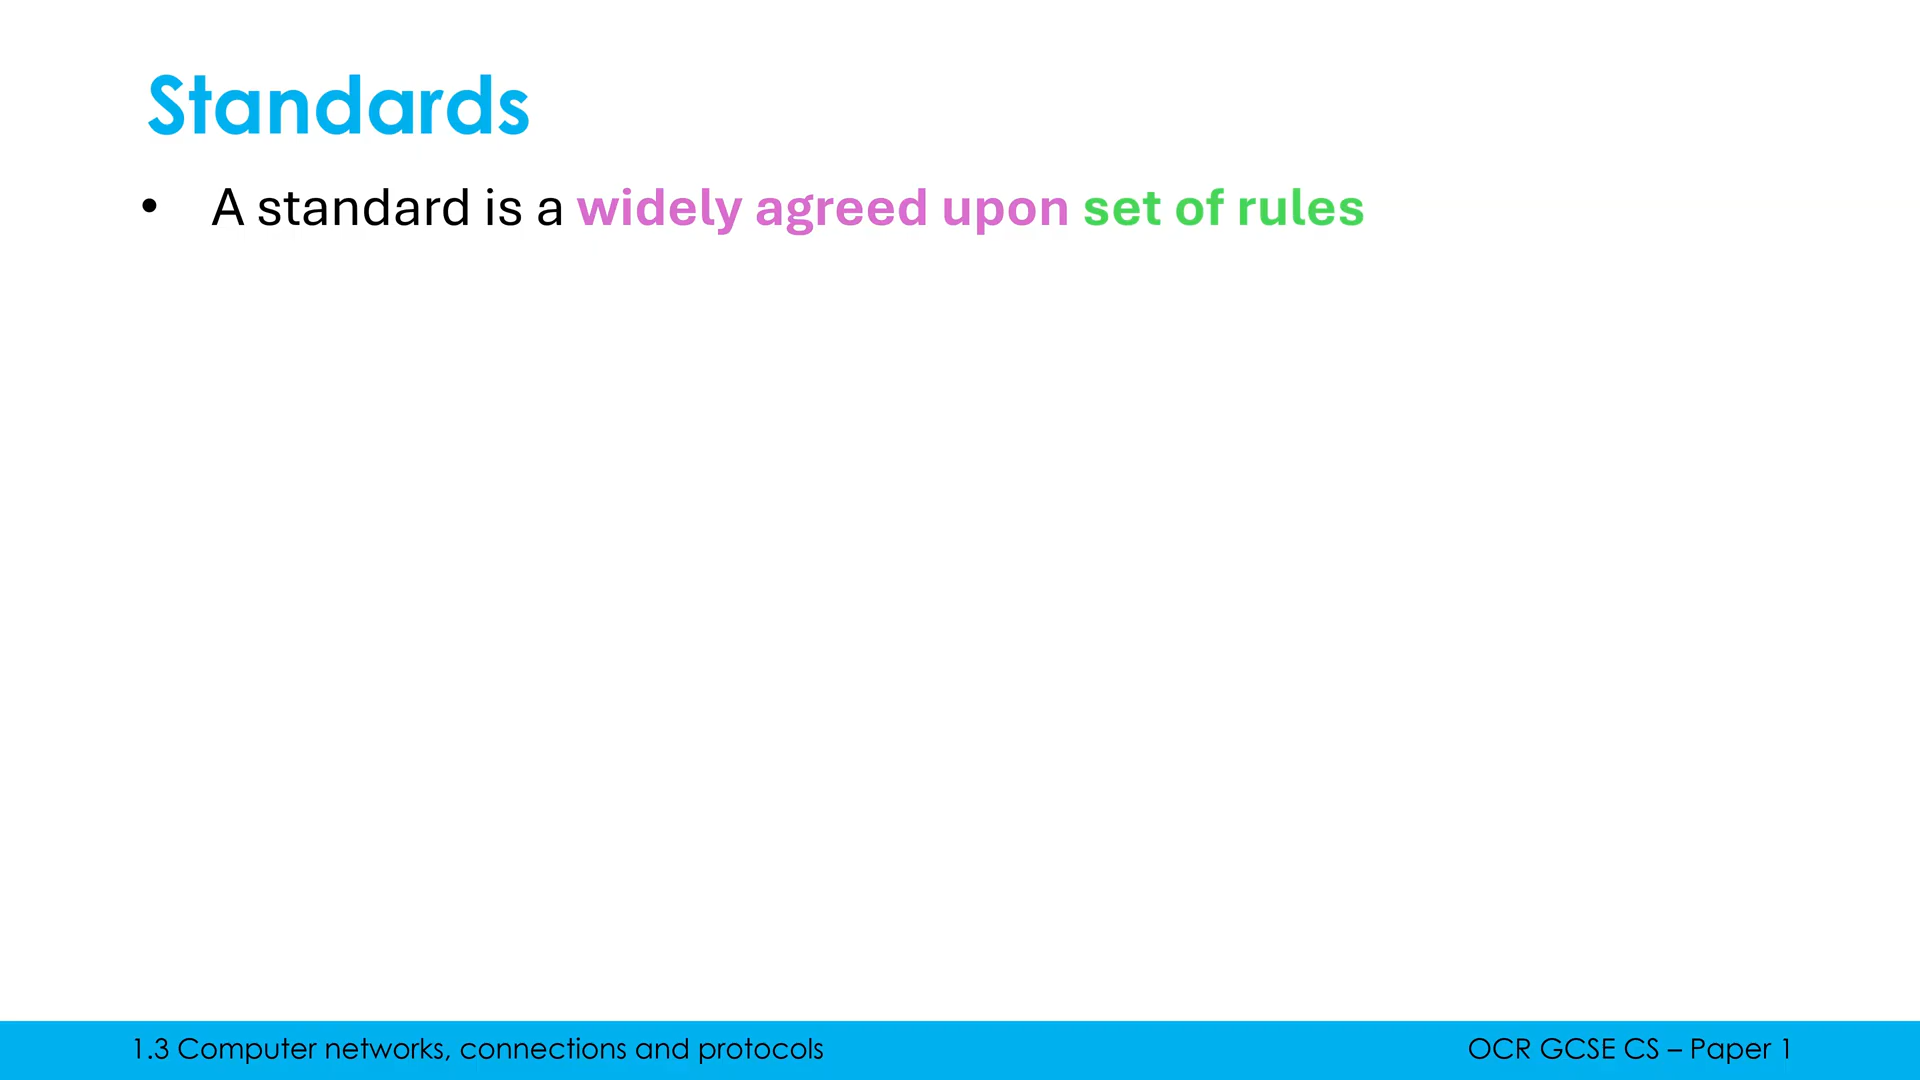 Standards
• A standard is a widely agreed upon set of rules
1.3 Computer networks, connections and protocols
OCR GCSE CS – Paper 1